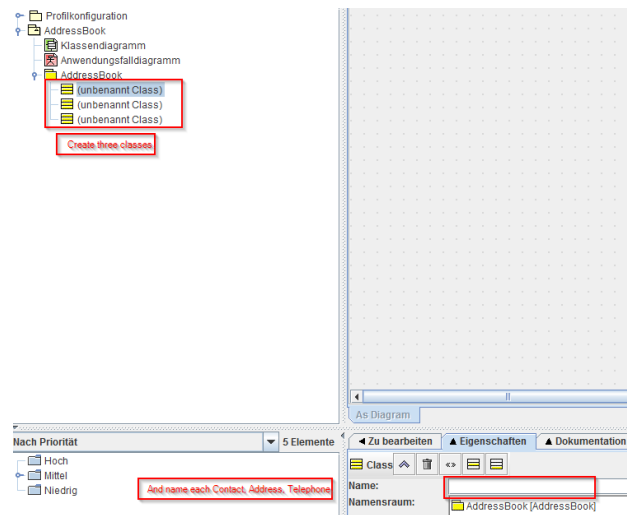 Profilkonfiguration
AddressBook
Klassendiagramm
Anwendungsfalldiagramm
AddressBook
(unbenannt Class)
(unbenannt Class)
(unbenannt Class)
Create three classes
As Diagram
Nach Priorität
5 Elemente
Hoch
Mittel
Niedrig
And name each Contact, Address, Telephone
Zu bearbeiten
Eigenschaften
Dokumentation
Class
Name:
Namensraum:
AddressBook [AddressBook]